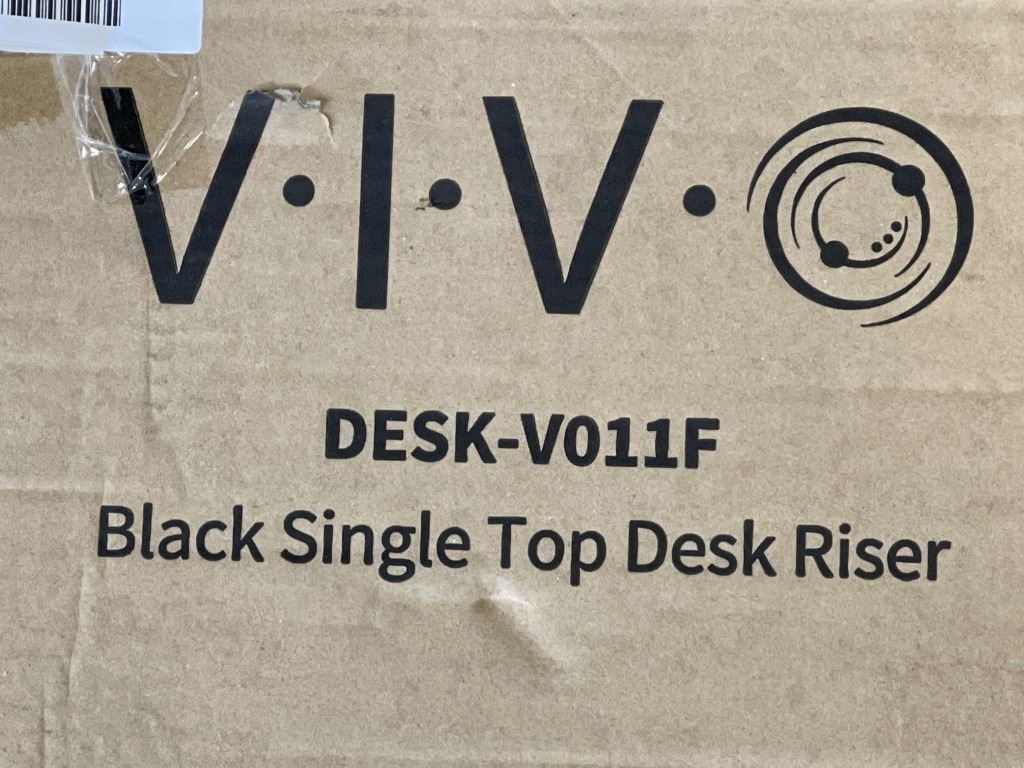 V·I·V·O
DESK-V011F
Black Single Top Desk Riser